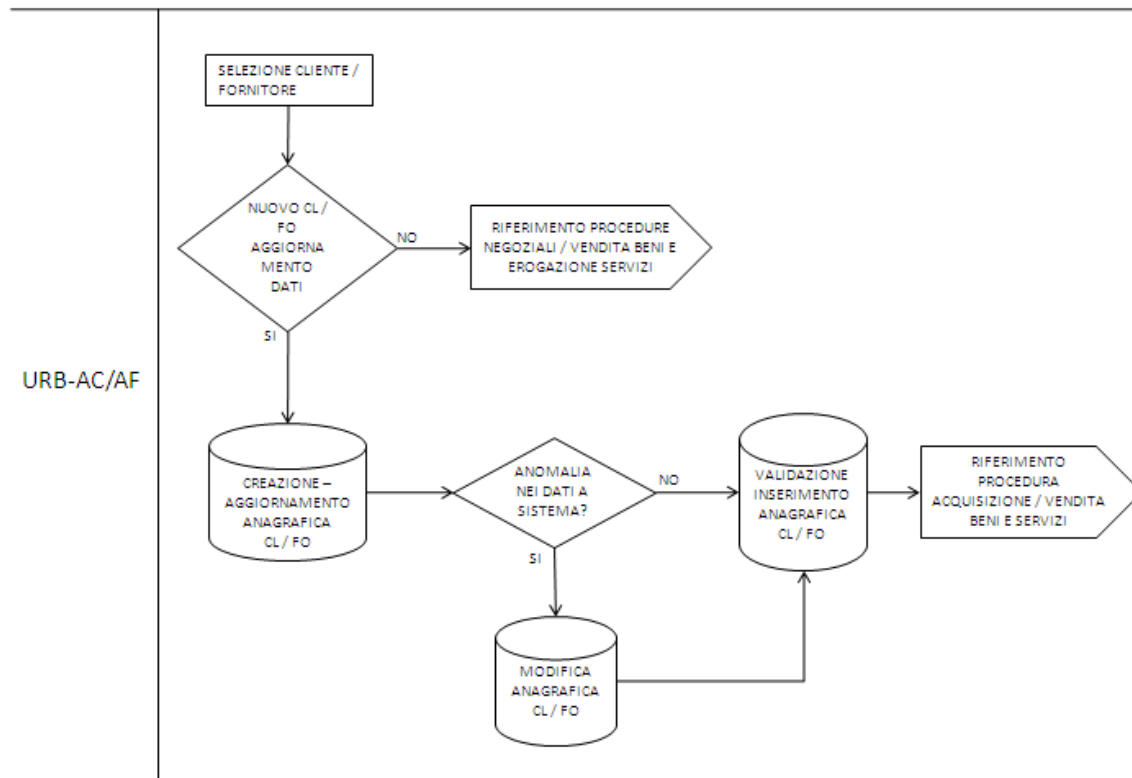 SELEZIONE CLIENTE /
FORNITORE
NUOVO CL /
FO
AGGIORNA
MENTO
DATI
NO
RIFERIMENTO PROCEDURE
NEGOZIALI / VENDITA BENI E
EROGAZIONE SERVIZI
SI
URB-AC/AF
CREAZIONE –
AGGIORNAMENTO
ANAGRAFICA
CL / FO
ANOMALIA
NEI DATI A
SISTEMA?
NO
VALIDAZIONE
INSERIMENTO
ANAGRAFICA
CL / FO
RIFERIMENTO
PROCEDURA
ACQUISIZIONE / VENDITA
BENI E SERVIZI
SI
MODIFICA
ANAGRAFICA
CL / FO